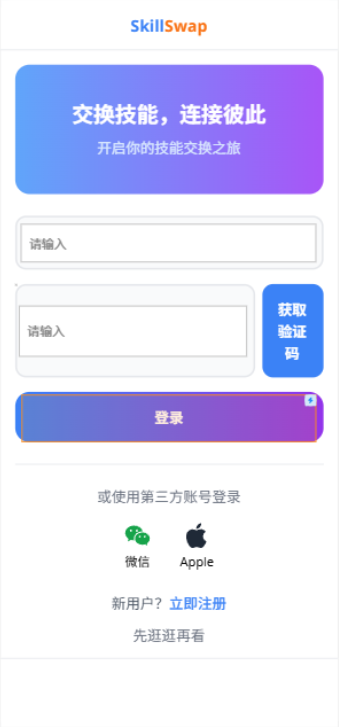 SkillSwap
交换技能，连接彼此
开启你的技能交换之旅
请输入
请输入
获取
验证
码
登录
或使用第三方账号登录
微信
Apple
新用户？立即注册
先逛逛再看